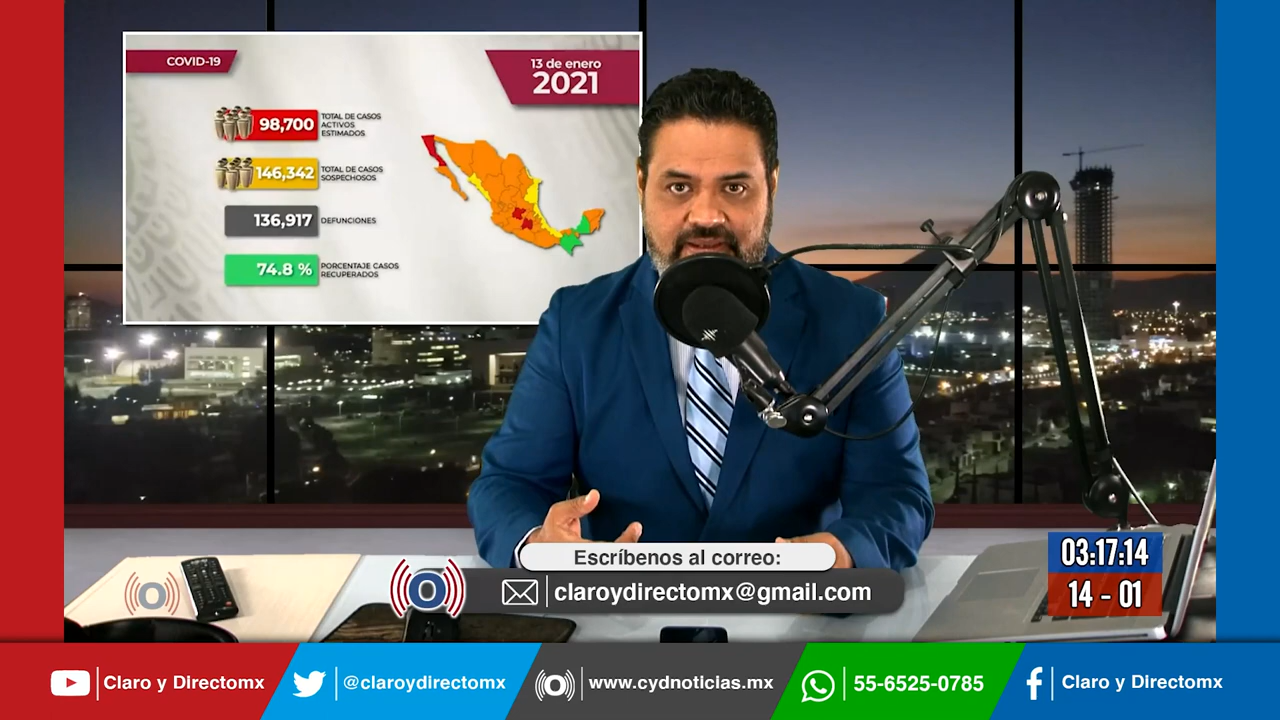 COVID-19
13 de enero
2021
98,700
TOTAL DE CASOS
ACTIVOS
ESTIMADOS
146,342
TOTAL DE CASOS
SOSPECHOSOS
136,917
DEFUNCIONES
74.8 %
PORCENTAJE CASOS
RECUPERADOS
Escríbenos al correo:
claroydirectomx@gmail.com
03:17:14
14 - 01
Claro y Directomx
@claroydirectomx
www.cydnoticias.mx
55-6525-0785
Claro y Directomx